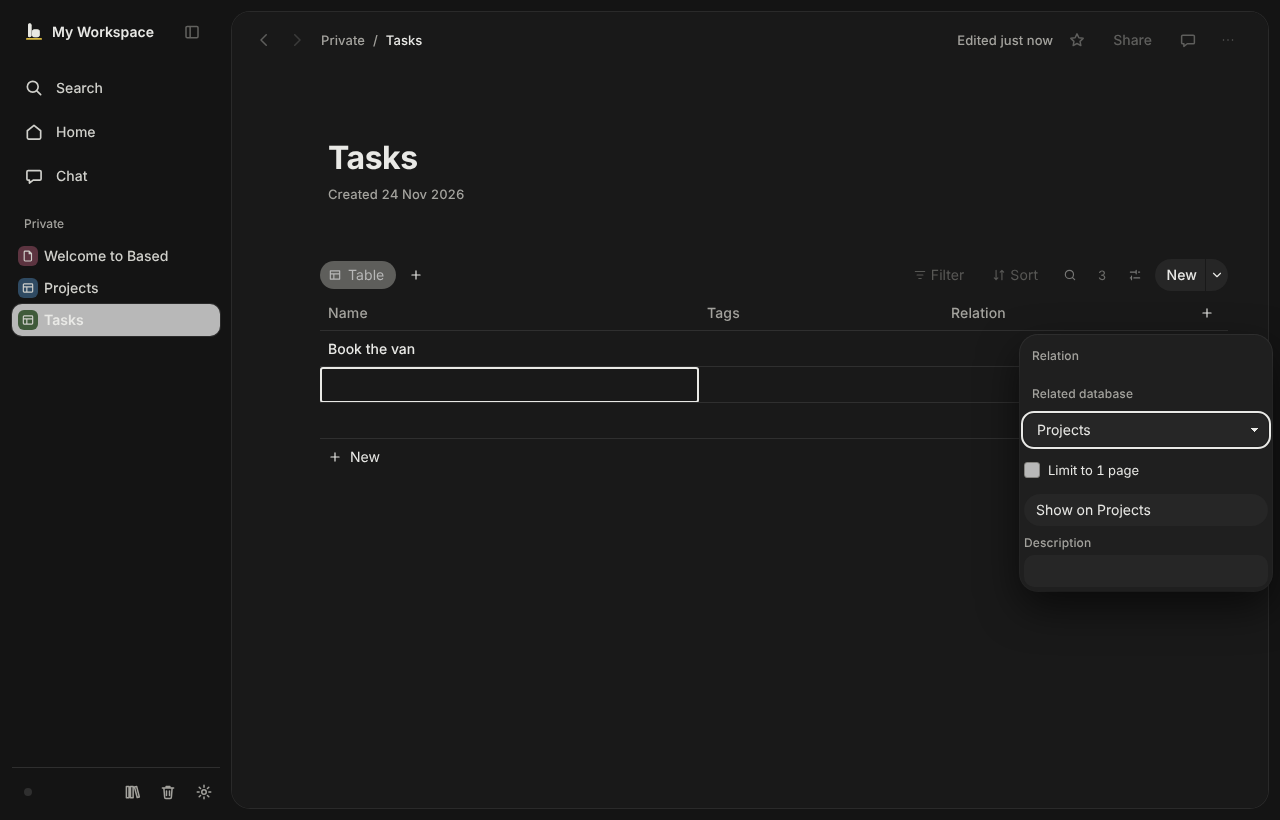 My Workspace
Search
Home
Chat
Private
Welcome to Based
Projects
Tasks
Private / Tasks
Edited just now
Share
Tasks
Created 24 Nov 2026
Table
Filter
Sort
3
New
Name
Tags
Relation
Book the van
New
Relation
Related database
Projects
Limit to 1 page
Show on Projects
Description